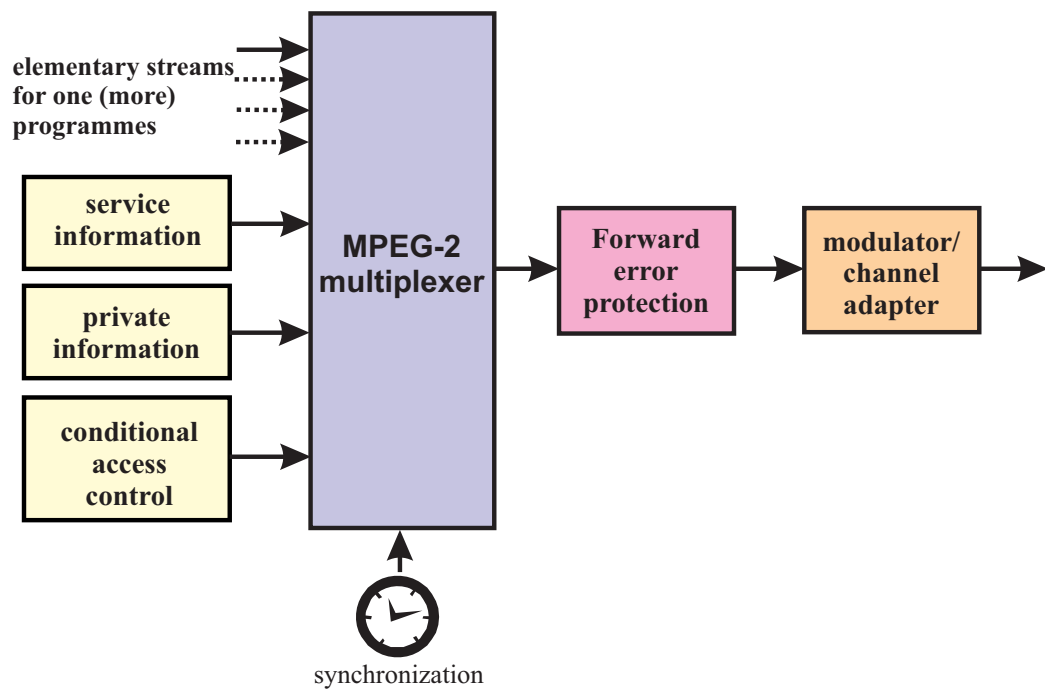 elementary streams
for one (more)
programmes
service
information
private
information
conditional
access
control
MPEG-2
multiplexer
Forward
error
protection
modulator/
channel
adapter
synchronization